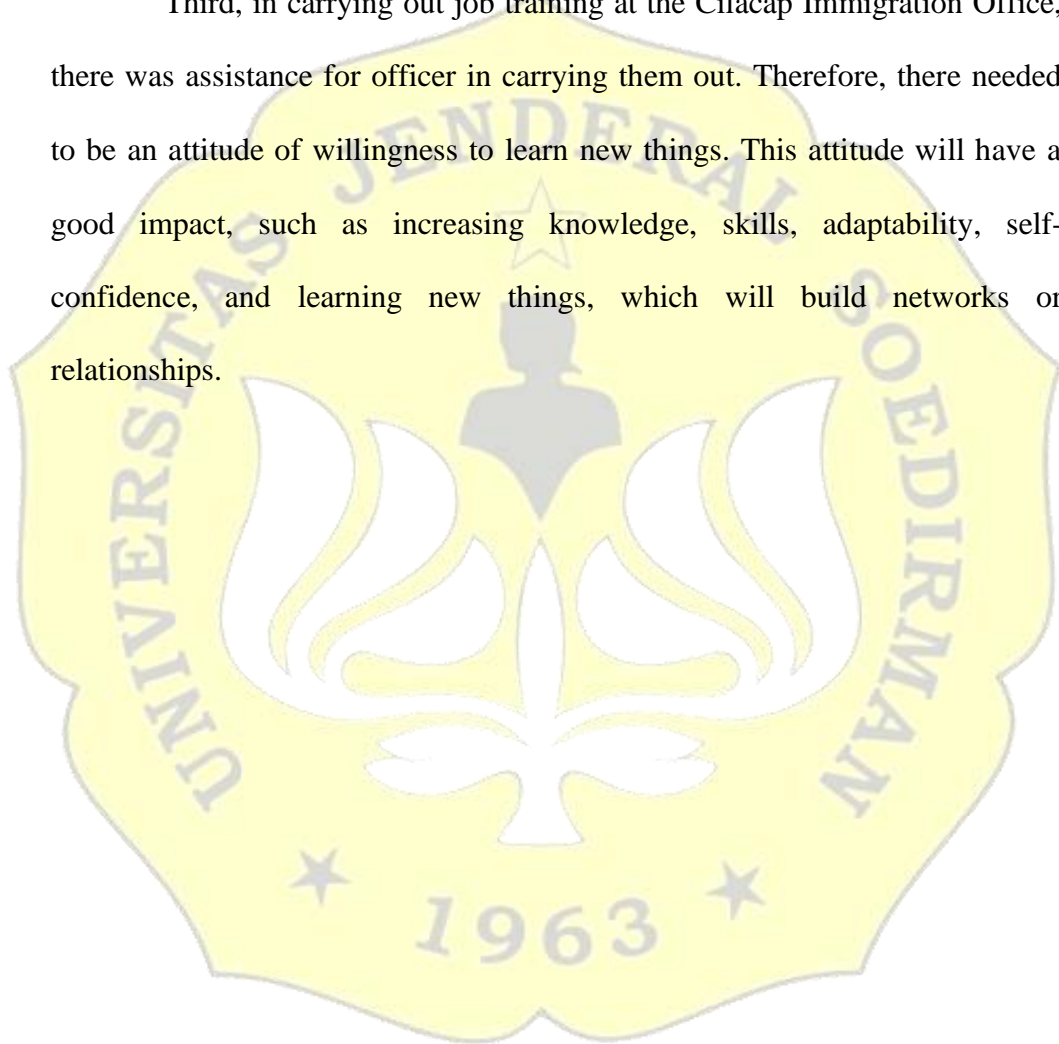 Third, in carrying out job training at the Cilacap Immigration Office,
there was assistance for officer in carrying them out. Therefore, there needed
to be an attitude of willingness to learn new things. This attitude will have a
good impact, such as increasing knowledge, skills, adaptability, self-
confidence, and learning new things, which will build networks or
relationships.
UNIVERSITAS JENDERAL SOEDIRMAN
1963